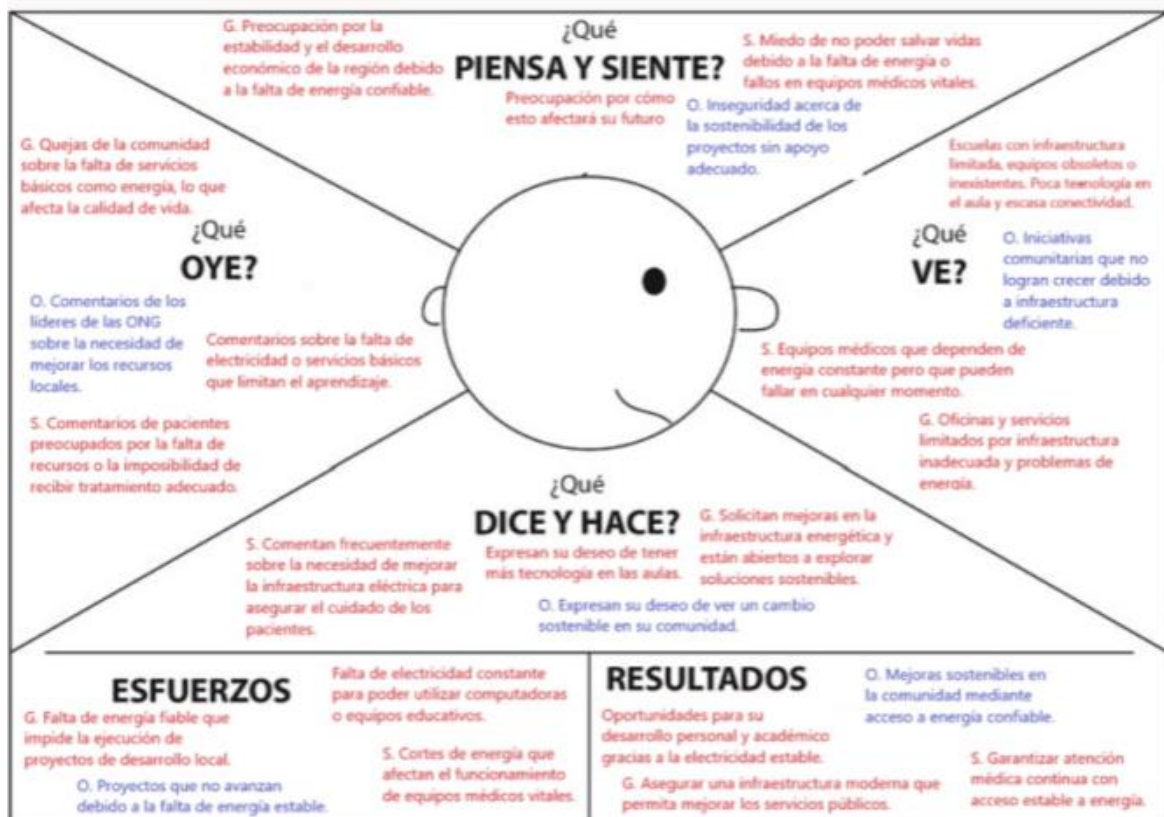 ¿Qué
PIENSA Y SIENTE?
G. Preocupación por la
estabilidad y el desarrollo
económico de la región debido
a la falta de energía confiable.
Preocupación por cómo
esto afectará su futuro
S. Miedo de no poder salvar vidas
debido a la falta de energía o
fallos en equipos médicos vitales.
O. Inseguridad acerca de
la sostenibilidad de los
proyectos sin apoyo
adecuado.
G. Quejas de la comunidad
sobre la falta de servicios
básicos como energía, lo que
afecta la calidad de vida.
¿Qué
OYE?
O. Comentarios de los
líderes de las ONG
sobre la necesidad de
mejorar los recursos
locales.
Comentarios sobre la falta de
electricidad o servicios básicos
que limitan el aprendizaje.
S. Comentarios de pacientes
preocupados por la falta de
recursos o la imposibilidad de
recibir tratamiento adecuado.
Escuelas con infraestructura
limitada, equipos obsoletos o
inexistentes. Poca tecnología en
el aula y escasa conectividad.
¿Qué
VE?
O. Iniciativas
comunitarias que no
logran crecer debido
a infraestructura
deficiente.
S. Equipos médicos que dependen de
energía constante pero que pueden
fallar en cualquier momento.
G. Oficinas y servicios
limitados por infraestructura
inadecuada y problemas de
energía.
¿Qué
DICE Y HACE?
S. Comentan frecuentemente
sobre la necesidad de mejorar
la infraestructura eléctrica para
asegurar el cuidado de los
pacientes.
Expresan su deseo de tener
más tecnología en las aulas.
G. Solicitan mejoras en la
infraestructura energética y
están abiertos a explorar
soluciones sostenibles.
O. Expresan su deseo de ver un cambio
sostenible en su comunidad.
ESFUERZOS
Falta de electricidad constante
para poder utilizar computadoras
o equipos educativos.
G. Falta de energía fiable que
impide la ejecución de
proyectos de desarrollo local.
S. Cortes de energía que
afectan el funcionamiento
de equipos médicos vitales.
O. Proyectos que no avanzan
debido a la falta de energía estable.
RESULTADOS
O. Mejoras sostenibles en
la comunidad mediante
acceso a energía confiable.
Oportunidades para su
desarrollo personal y académico
gracias a la electricidad estable.
S. Garantizar atención
médica continua con
acceso estable a energía.
G. Asegurar una infraestructura moderna que
permita mejorar los servicios públicos.